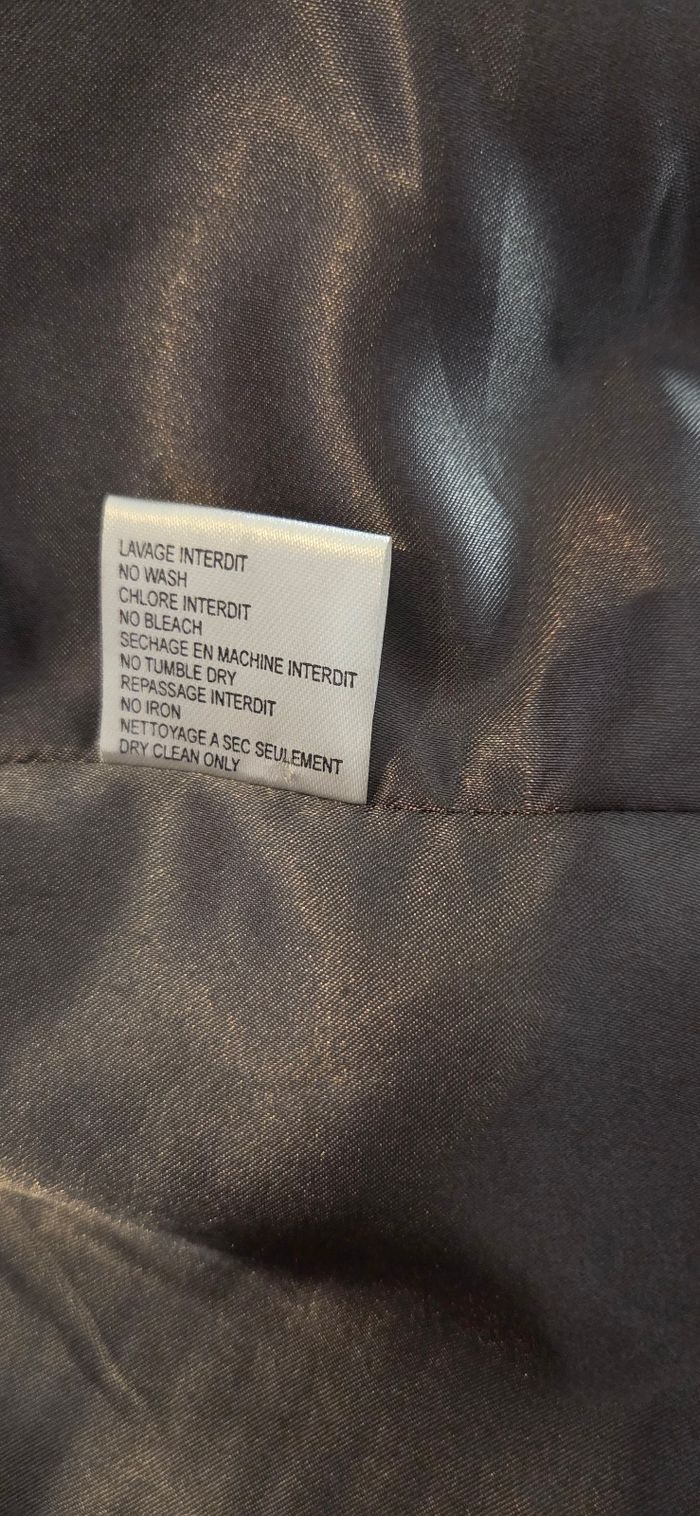 LAVAGE INTERDIT
NO WASH
CHLORE INTERDIT
NO BLEACH
SECHAGE EN MACHINE INTERDIT
NO TUMBLE DRY
REPASSAGE INTERDIT
NO IRON
NETTOYAGE A SEC SEULEMENT
DRY CLEAN ONLY